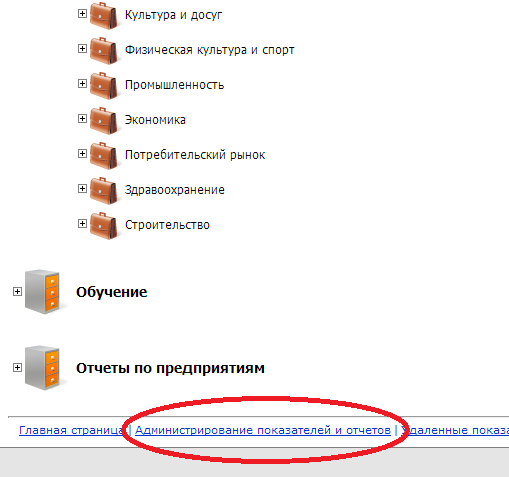 Культура и досуг
Физическая культура и спорт
Промышленность
Экономика
Потребительский рынок
Здравоохранение
Строительство
Обучение
Отчеты по предприятиям
Главная страница | Администрирование показателей и отчетов | Удаленные показа